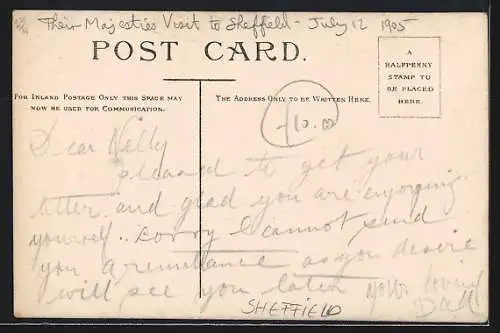 Their Majesties Visit to Sheffield - July 12 1905
POST CARD.
A
HALFPENNY
STAMP TO
BE PLACED
HERE.
FOR INLAND POSTAGE ONLY THIS SPACE MAY
NOW BE USED FOR COMMUNICATION.
THE ADDRESS ONLY TO BE WRITTEN HERE.
10.00
Dear Nelly
pleased to get your
letter and glad you are enjoying
yourself.. sorry I cannot send
you a remittance as you desire
will see you later your loving
Dad
SHEFFIELD